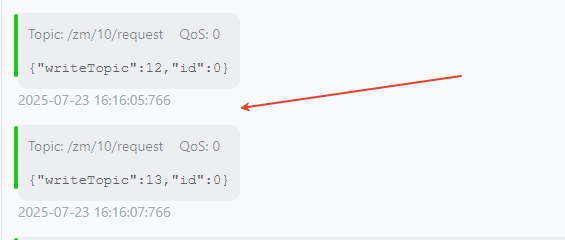 Topic: /zm/10/request QoS: 0
{"writeTopic":12,"id":0}
2025-07-23 16:16:05:766
Topic: /zm/10/request QoS: 0
{"writeTopic":13,"id":0}
2025-07-23 16:16:07:766